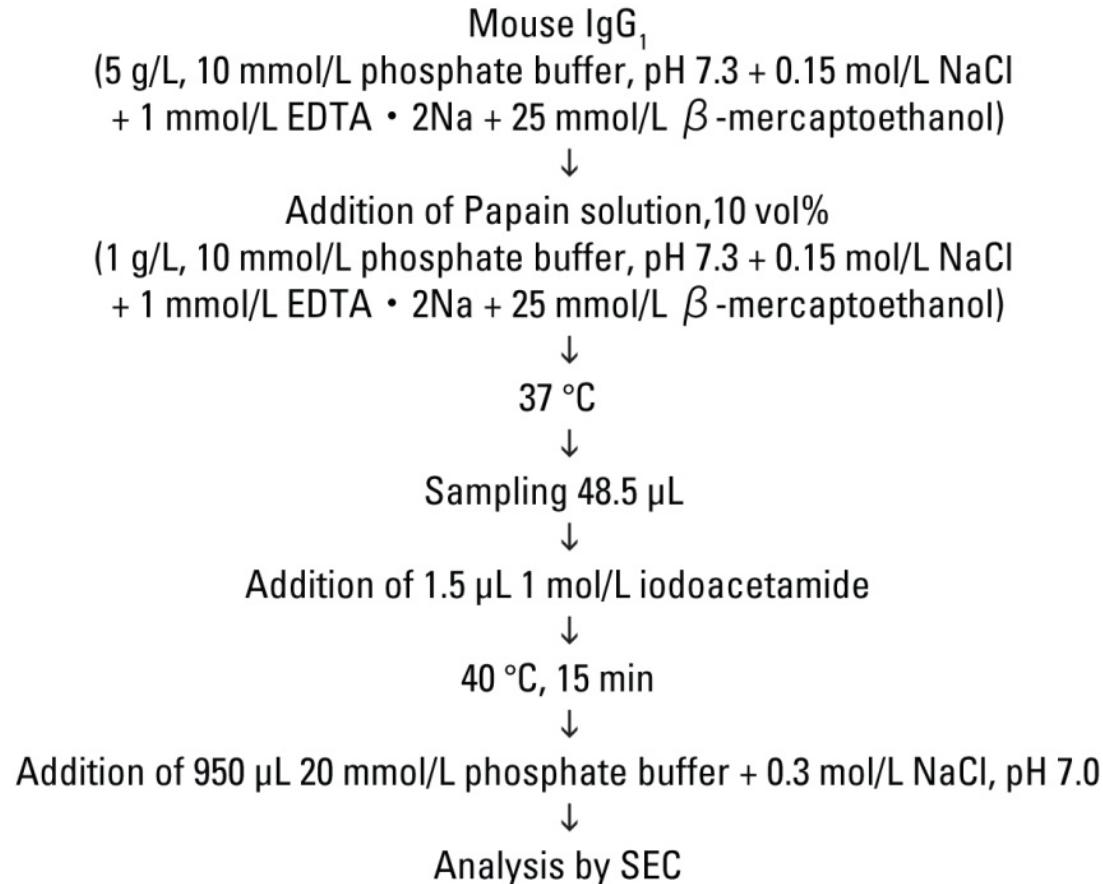 Mouse IgG₁
(5 g/L, 10 mmol/L phosphate buffer, pH 7.3 + 0.15 mol/L NaCl
+ 1 mmol/L EDTA・2Na + 25 mmol/L β-mercaptoethanol)
↓
Addition of Papain solution,10 vol%
(1 g/L, 10 mmol/L phosphate buffer, pH 7.3 + 0.15 mol/L NaCl
+ 1 mmol/L EDTA・2Na + 25 mmol/L β-mercaptoethanol)
↓
37 °C
↓
Sampling 48.5 µL
↓
Addition of 1.5 µL 1 mol/L iodoacetamide
↓
40 °C, 15 min
↓
Addition of 950 µL 20 mmol/L phosphate buffer + 0.3 mol/L NaCl, pH 7.0
↓
Analysis by SEC